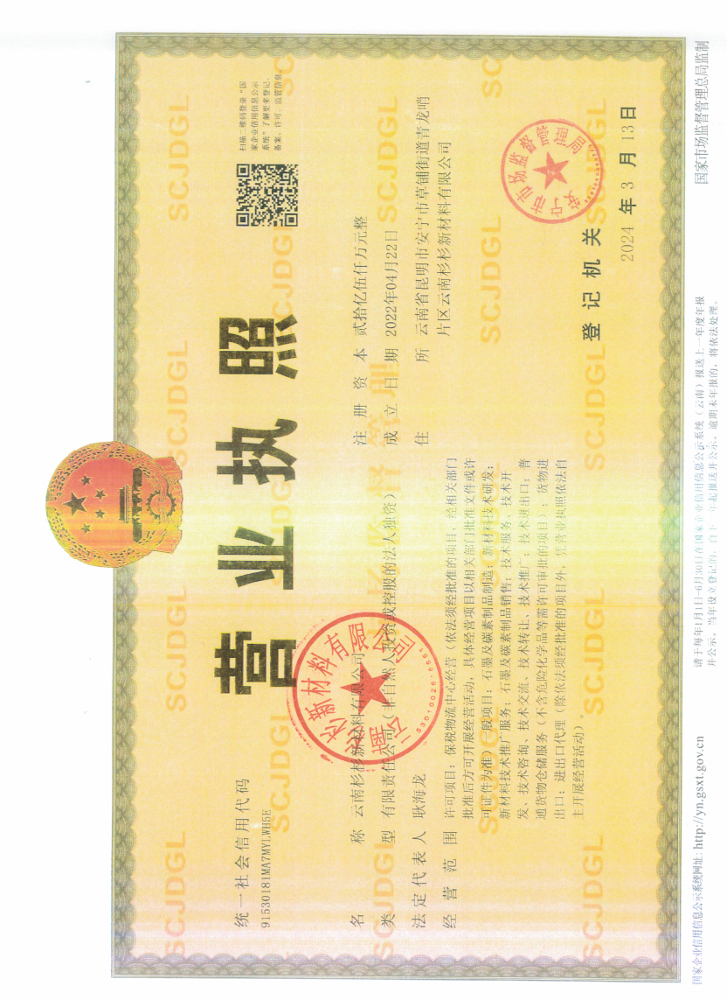 营业执照
统一社会信用代码
91530181MA7MYLWH5E
扫描二维码登录“国
家企业信用信息公示
系统”了解更多登记、
备案、许可、监管信息。
名称 云南杉杉新材料有限公司
类型 有限责任公司（非自然人投资或控股的法人独资）
法定代表人 耿海龙
经营范围 许可项目：保税物流中心经营（依法须经批准的项目，经相关部门
批准后方可开展经营活动，具体经营项目以相关部门批准文件或许
可证件为准）一般项目：石墨及碳素制品制造；新材料技术研发；
新材料技术推广服务；石墨及碳素制品销售；技术服务、技术开
发、技术咨询、技术交流、技术转让、技术推广；技术进出口；普
通货物仓储服务（不含危险化学品等需许可审批的项目）；货物进
出口；进出口代理（除依法须经批准的项目外，凭营业执照依法自
主开展经营活动）。
注册资本 贰拾亿伍仟万元整
成立日期 2022年04月22日
住所 云南省昆明市安宁市草铺街道青龙哨
片区云南杉杉新材料有限公司
登记机关
安宁市市场监督管理局
2024 年 3 月 13 日
SCJDGL
国家企业信用信息公示系统网址: http://yn.gsxt.gov.cn
请于每年1月1日-6月30日在国家企业信用信息公示系统（云南）报送上一年度年报
并公示。当年设立登记的，自下一年起报送并公示。逾期未年报的，将依法处理。
国家市场监督管理总局监制